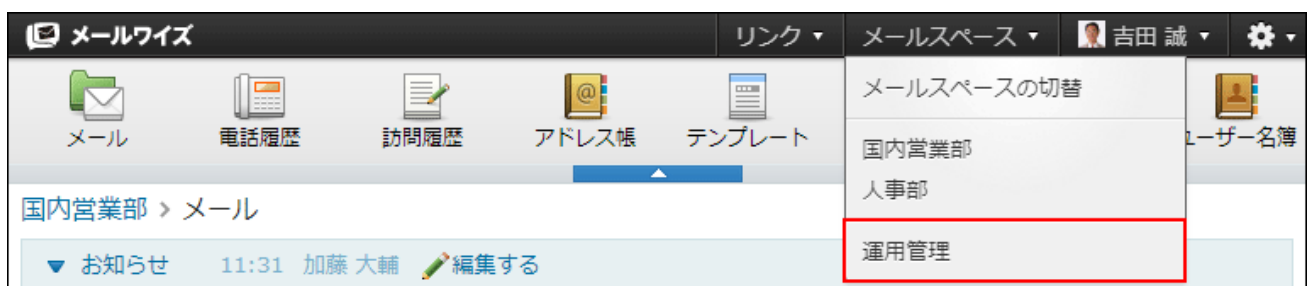 メールワイズ リンク メールスペース 吉田 誠
メールスペースの切替
メール 電話履歴 訪問履歴 アドレス帳 テンプレート ーザー名簿
国内営業部
人事部
国内営業部 > メール
運用管理
お知らせ 11:31 加藤 大輔 編集する